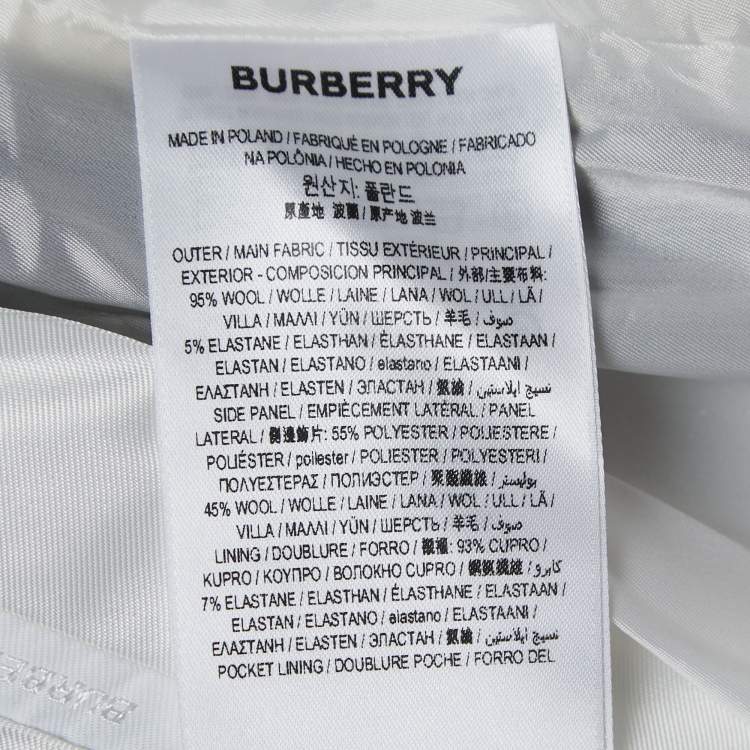 BURBERRY
MADE IN POLAND / FABRIQUÉ EN POLOGNE / FABRICADO
NA POLÔNIA / HECHO EN POLONIA
원산지: 폴란드
原產地 波蘭 / 原产地 波兰
OUTER / MAIN FABRIC / TISSU EXTÉRIEUR / PRINCIPAL /
EXTERIOR - COMPOSICION PRINCIPAL / 外部/主要布料:
95% WOOL / WOLLE / LAINE / LANA / WOL / ULL / LÃ /
VILLA / ΜΑΛΛΙ / YÜN / ШЕРСТЬ / 羊毛 / صوف
5% ELASTANE / ELASTHAN / ÉLASTHANE / ELASTAAN /
ELASTAN / ELASTANO / elastano / ELASTAANI /
ΕΛΑΣΤΑΝΗ / ELASTEN / ЭЛАСТАН / 氨綸 / نسيج ايلاستين
SIDE PANEL / EMPIÈCEMENT LATÉRAL / PANEL
LATERAL / 側邊飾片: 55% POLYESTER / POLIESTERE /
POLIÉSTER / poliester / POLIESTER / POLYESTERI /
ΠΟΛΥΕΣΤΕΡΑΣ / ПОЛИЭСТЕР / 聚酯纖維 / بوليستر
45% WOOL / WOLLE / LAINE / LANA / WOL / ULL / LÃ /
VILLA / ΜΑΛΛΙ / YÜN / ШЕРСТЬ / 羊毛 / صوف
LINING / DOUBLURE / FORRO / 襯裡: 93% CUPRO /
KUPRO / ΚΟΥΠΡΟ / ВОЛОКНО CUPRO / 銅氨纖維 / كابرو
7% ELASTANE / ELASTHAN / ÉLASTHANE / ELASTAAN /
ELASTAN / ELASTANO / elastano / ELASTAANI /
ΕΛΑΣΤΑΝΗ / ELASTEN / ЭЛАСТАН / 氨綸 / نسيج ايلاستين
POCKET LINING / DOUBLURE POCHE / FORRO DEL
BURBE